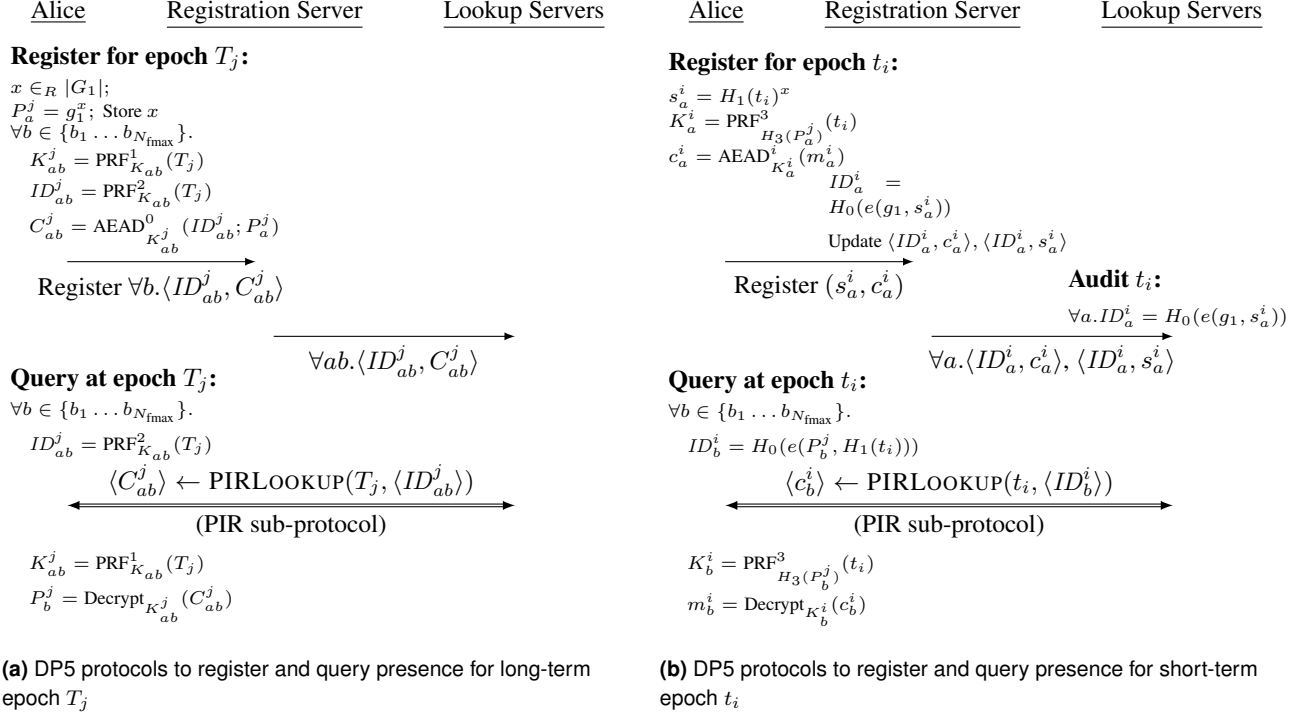 Alice Registration Server Lookup Servers
Register for epoch T_j:
x ∈_R |G_1|;
P_a^j = g_1^x; Store x
∀b ∈ {b_1 … b_{N_fmax}}.
K_{ab}^j = PRF^1_{K_{ab}}(T_j)
ID_{ab}^j = PRF^2_{K_{ab}}(T_j)
C_{ab}^j = AEAD^0_{K_{ab}^j}(ID_{ab}^j; P_a^j)
Register ∀b.⟨ID_{ab}^j, C_{ab}^j⟩
∀ab.⟨ID_{ab}^j, C_{ab}^j⟩
Query at epoch T_j:
∀b ∈ {b_1 … b_{N_fmax}}.
ID_{ab}^j = PRF^2_{K_{ab}}(T_j)
⟨C_{ab}^j⟩ ← PIRLOOKUP(T_j, ⟨ID_{ab}^j⟩)
(PIR sub-protocol)
K_{ab}^j = PRF^1_{K_{ab}}(T_j)
P_b^j = Decrypt_{K_{ab}^j}(C_{ab}^j)
(a) DP5 protocols to register and query presence for long-term
epoch T_j
Alice Registration Server Lookup Servers
Register for epoch t_i:
s_a^i = H_1(t_i)^x
K_a^i = PRF^3_{H_3(P_a^j)}(t_i)
c_a^i = AEAD^i_{K_a^i}(m_a^i)
ID_a^i =
H_0(e(g_1, s_a^i))
Update ⟨ID_a^i, c_a^i⟩, ⟨ID_a^i, s_a^i⟩
Register (s_a^i, c_a^i)
Audit t_i:
∀a.ID_a^i = H_0(e(g_1, s_a^i))
∀a.⟨ID_a^i, c_a^i⟩, ⟨ID_a^i, s_a^i⟩
Query at epoch t_i:
∀b ∈ {b_1 … b_{N_fmax}}.
ID_b^i = H_0(e(P_b^j, H_1(t_i)))
⟨c_b^i⟩ ← PIRLOOKUP(t_i, ⟨ID_b^i⟩)
(PIR sub-protocol)
K_b^i = PRF^3_{H_3(P_b^j)}(t_i)
m_b^i = Decrypt_{K_b^i}(c_b^i)
(b) DP5 protocols to register and query presence for short-term
epoch t_i